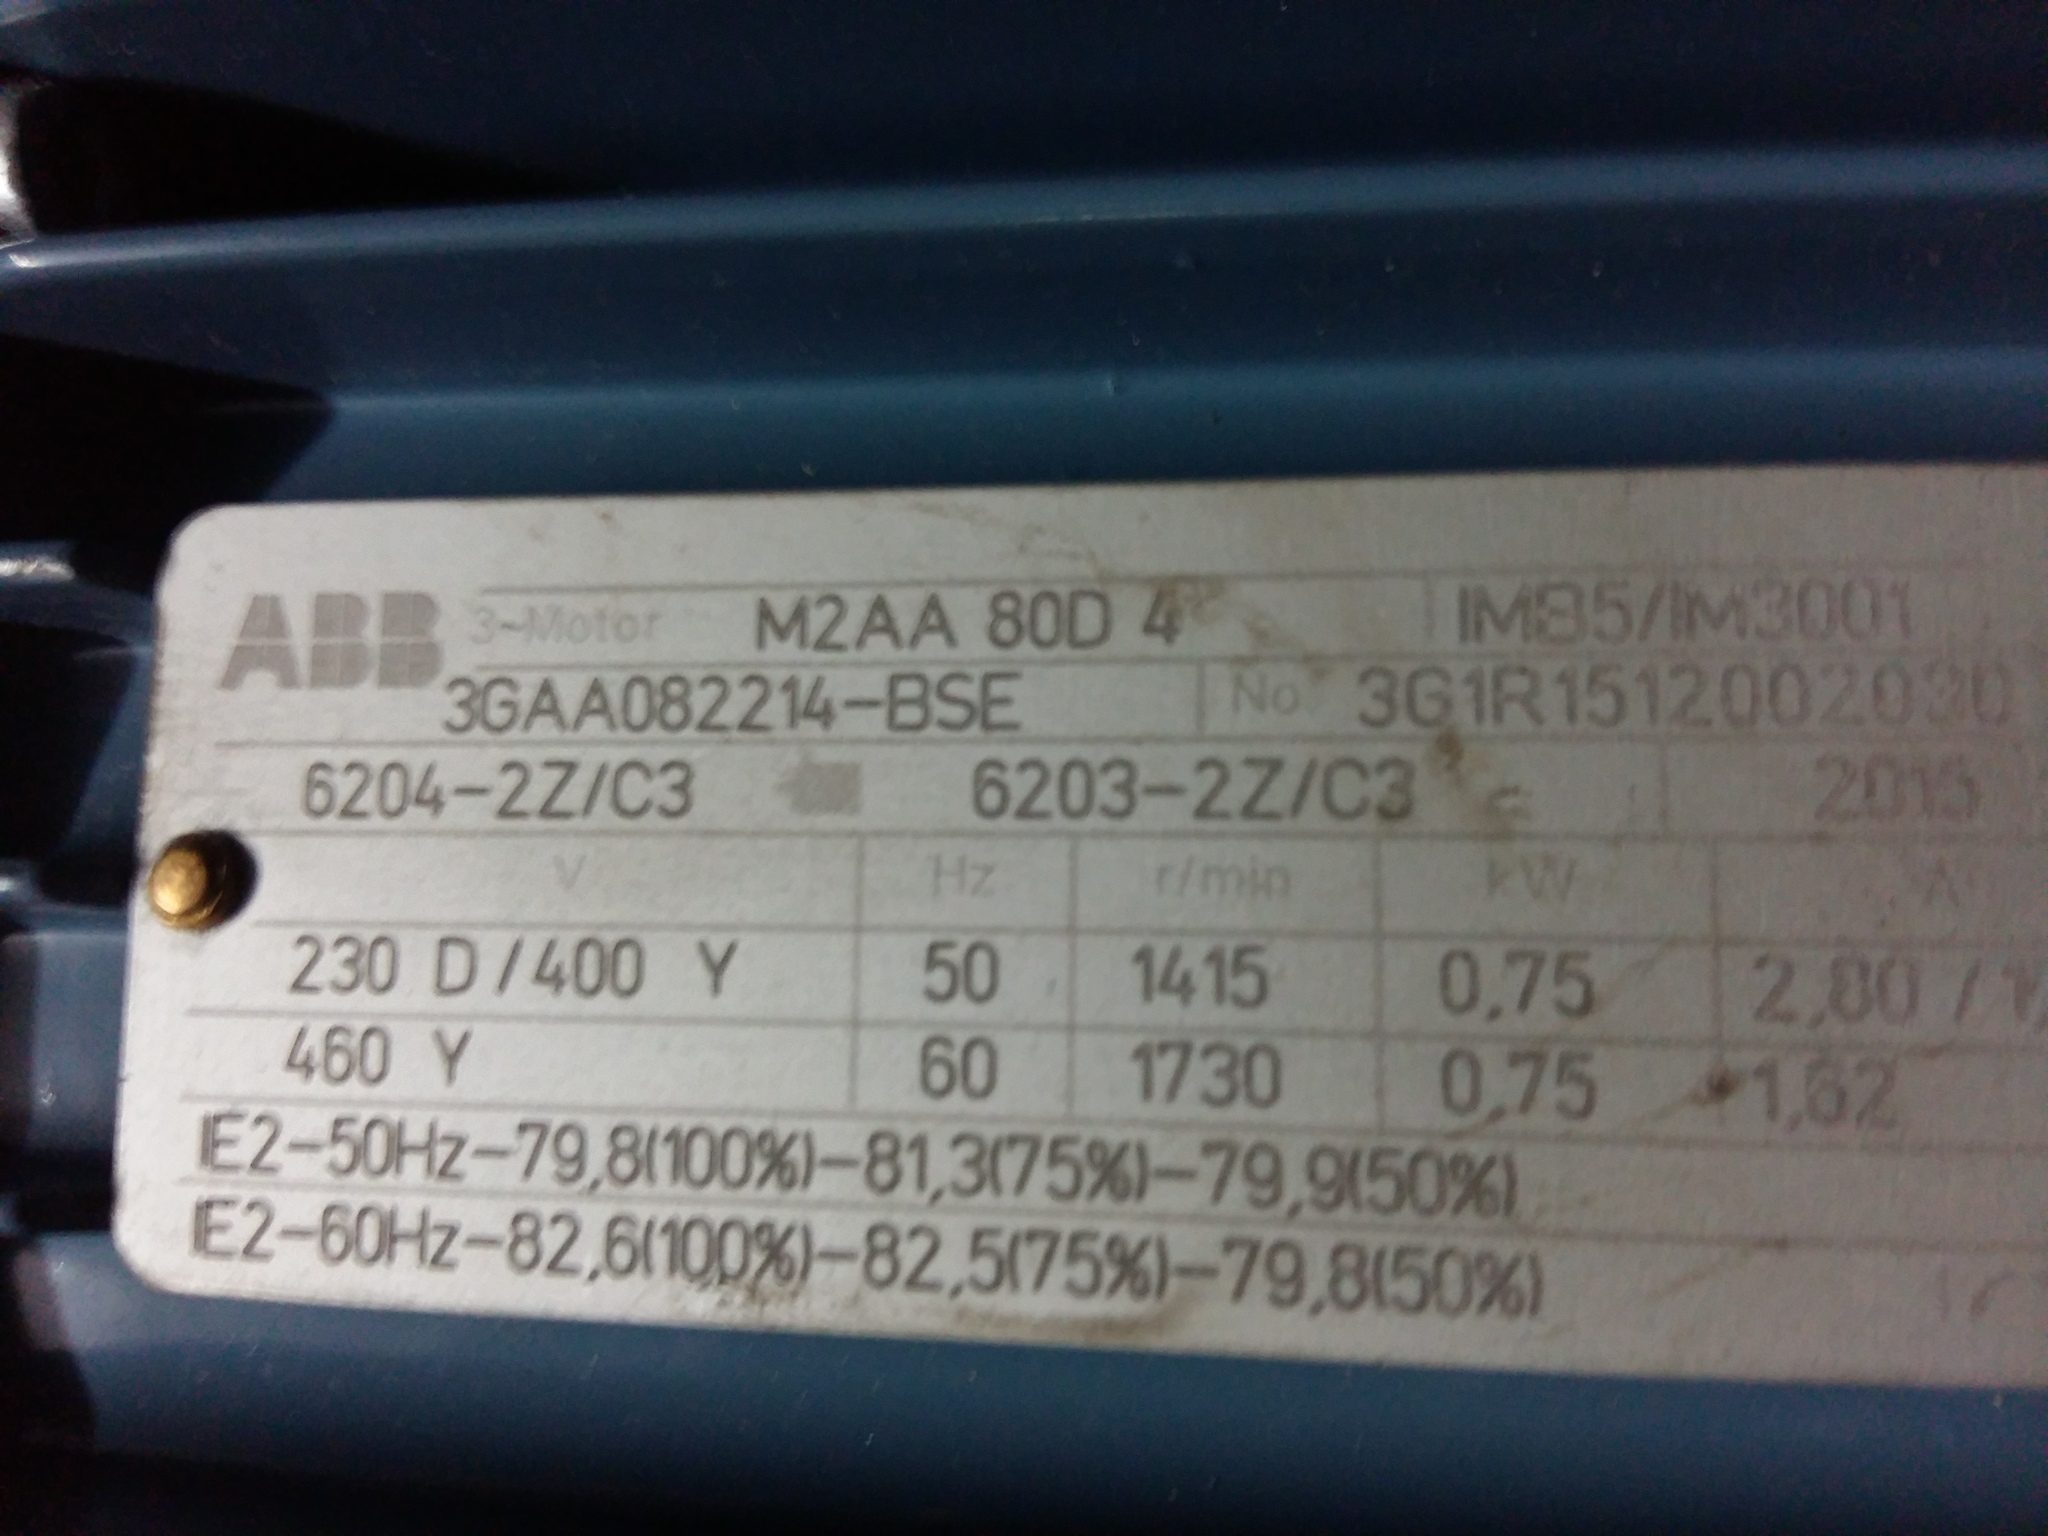 ABB 3~Motor M2AA 80D 4 IMB5/IM3001
3GAA082214-BSE No 3G1R1512002030
6204-2Z/C3 6203-2Z/C3 2015
V Hz r/min kW A
230 D/400 Y 50 1415 0,75 2,80 /
460 Y 60 1730 0,75 1,62
IE2-50Hz-79,8(100%)-81,3(75%)-79,9(50%)
IE2-60Hz-82,6(100%)-82,5(75%)-79,8(50%)